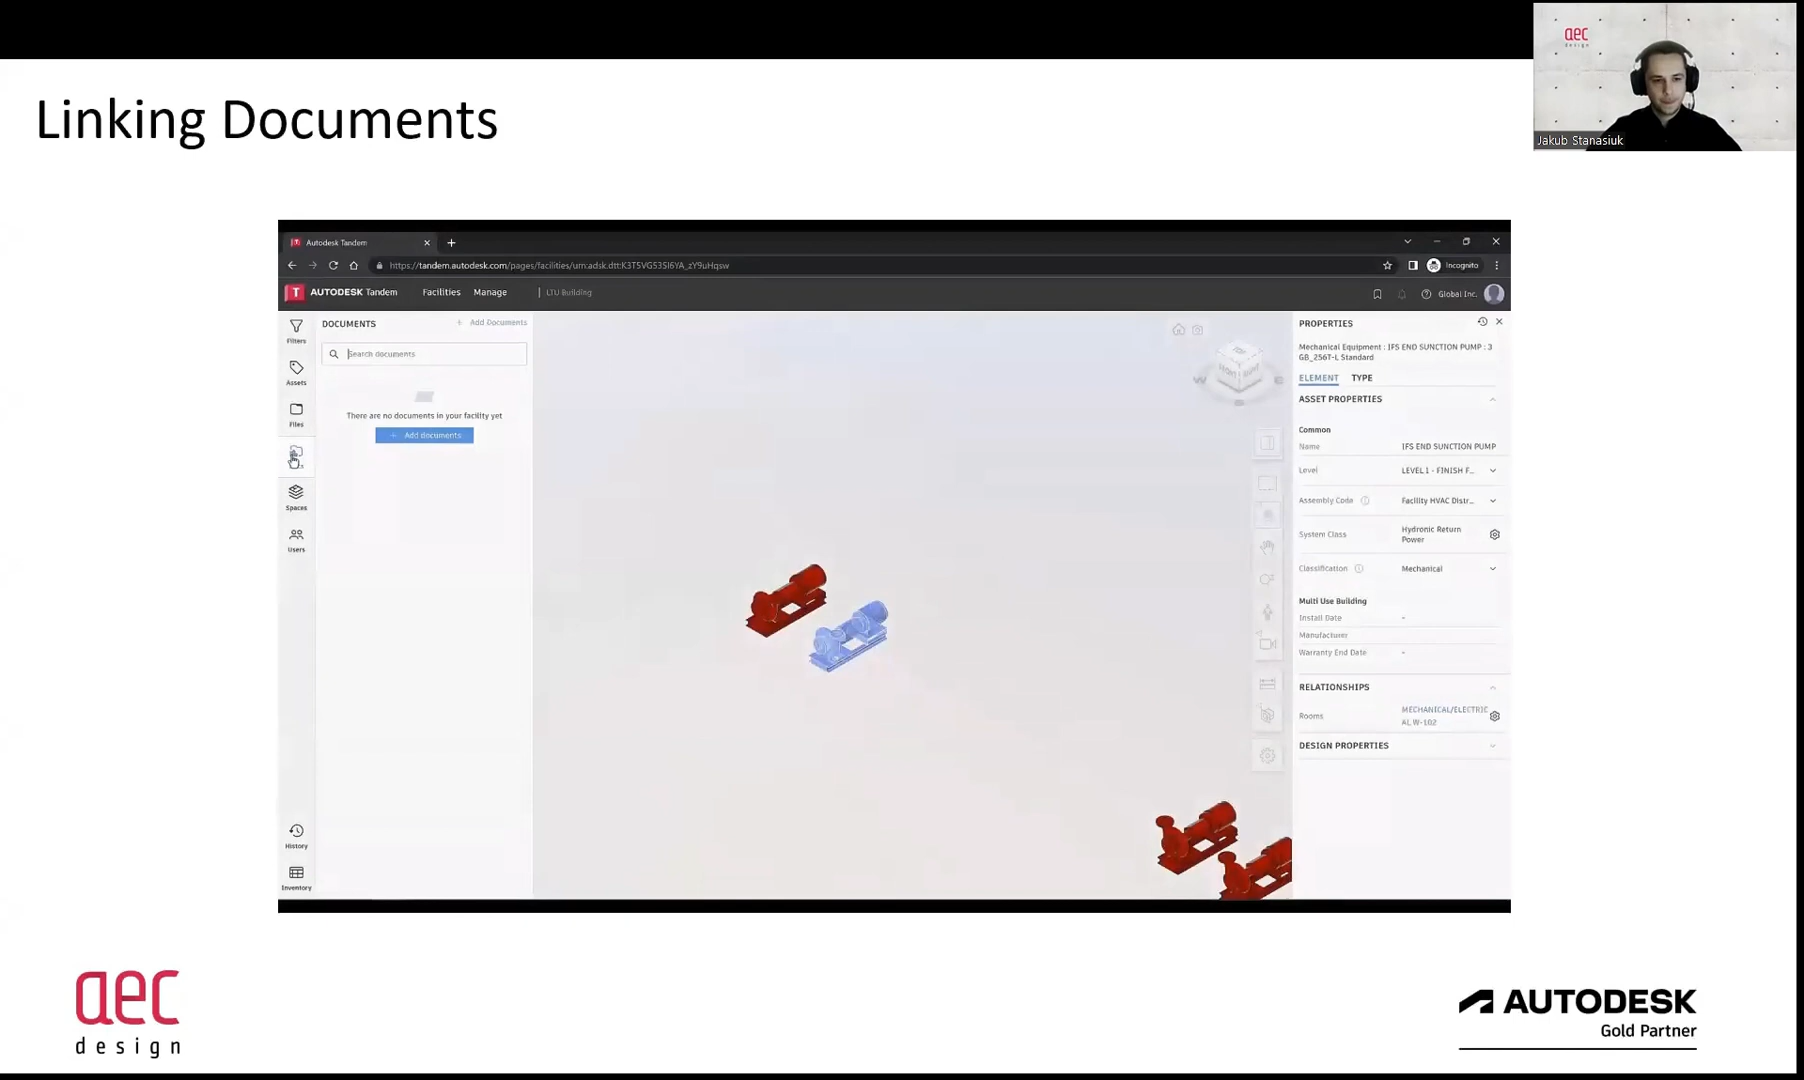 aec
design
Jakub Stanasiuk
Linking Documents
Autodesk Tandem
https://tandem.autodesk.com/pages/facilities/urn:adsk.dtt:K3T5VG53SI6YA_zY9uHqsw
Incognito
AUTODESK Tandem
Facilities
Manage
LTU Building
Global Inc.
Filters
Assets
Files
Spaces
Users
History
Inventory
DOCUMENTS
+ Add Documents
Search documents
There are no documents in your facility yet
+ Add documents
TOP
PROPERTIES
Mechanical Equipment : IFS END SUNCTION PUMP : 3
GB_256T-L Standard
ELEMENT TYPE
ASSET PROPERTIES
Common
Name IFS END SUNCTION PUMP
Level LEVEL 1 - FINISH F...
Assembly Code Facility HVAC Distr...
System Class Hydronic Return
Power
Classification Mechanical
Multi Use Building
Install Date -
Manufacturer
Warranty End Date -
RELATIONSHIPS
Rooms MECHANICAL/ELECTRIC
AL W-102
DESIGN PROPERTIES
aec
design
AUTODESK
Gold Partner